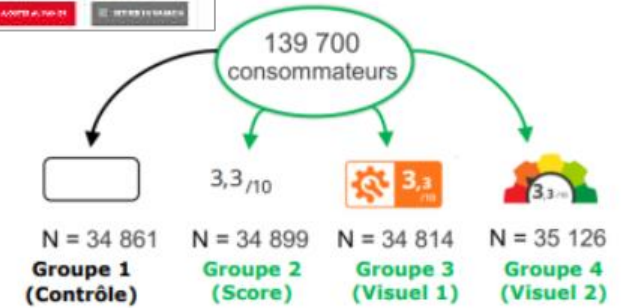 139 700
consommateurs
3,3/10
3,3
/10
3,3/10
N = 34 861
N = 34 899
N = 34 814
N = 35 126
Groupe 1
(Contrôle)
Groupe 2
(Score)
Groupe 3
(Visuel 1)
Groupe 4
(Visuel 2)